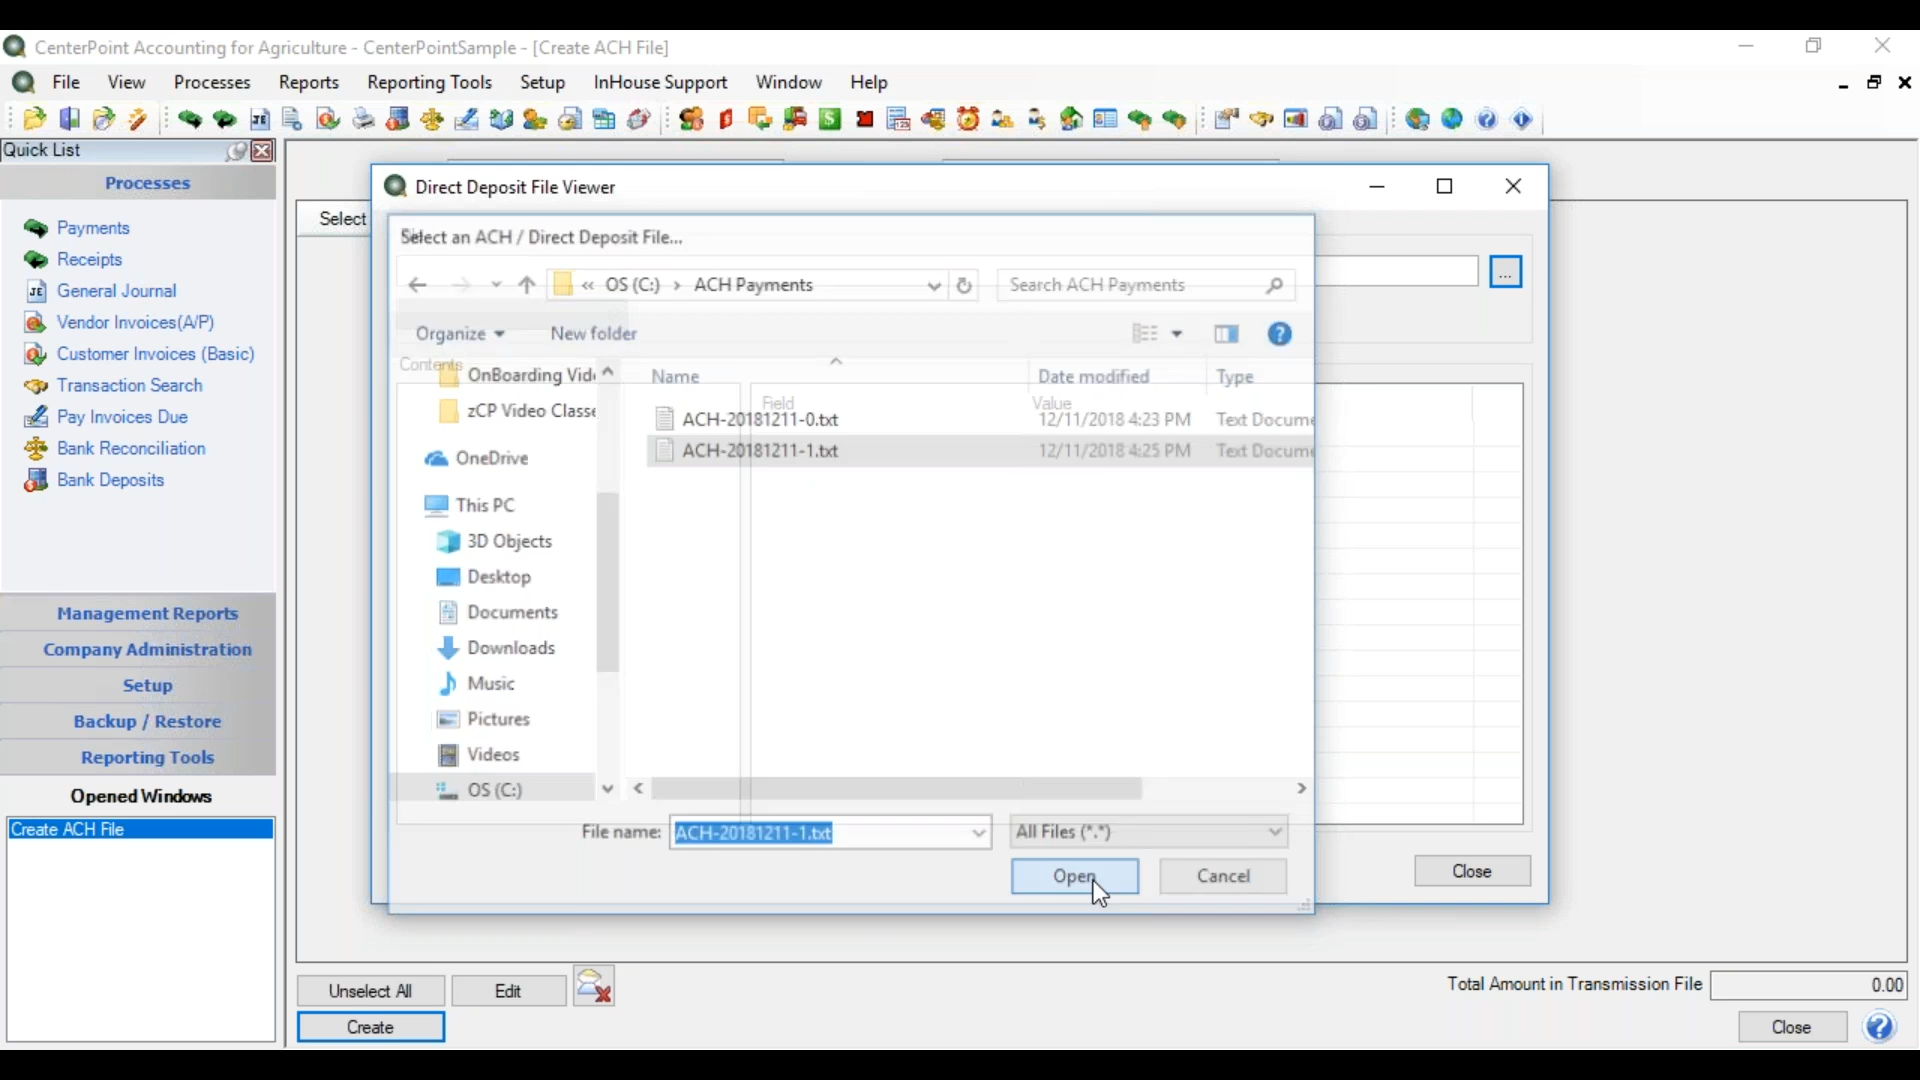 CenterPoint Accounting for Agriculture - CenterPointSample - [Create ACH File]
File View Processes Reports Reporting Tools Setup InHouse Support Window Help
Quick List
Processes
Payments
Receipts
General Journal
Vendor Invoices(A/P)
Customer Invoices (Basic)
Transaction Search
Pay Invoices Due
Bank Reconciliation
Bank Deposits
Management Reports
Company Administration
Setup
Backup / Restore
Reporting Tools
Opened Windows
Create ACH File
Select
Direct Deposit File Viewer
Select an ACH / Direct Deposit File...
« OS (C:) › ACH Payments
Search ACH Payments
...
Organize New folder
Contents
OnBoarding Vid
zCP Video Classe
OneDrive
This PC
3D Objects
Desktop
Documents
Downloads
Music
Pictures
Videos
OS (C:)
Name Date modified Type
Field Value
ACH-20181211-0.txt 12/11/2018 4:23 PM Text Docume
ACH-20181211-1.txt 12/11/2018 4:25 PM Text Docume
File name: ACH-20181211-1.txt All Files (*.*)
Open Cancel
Close
Unselect All Edit
Create
Total Amount in Transmission File 0.00
Close